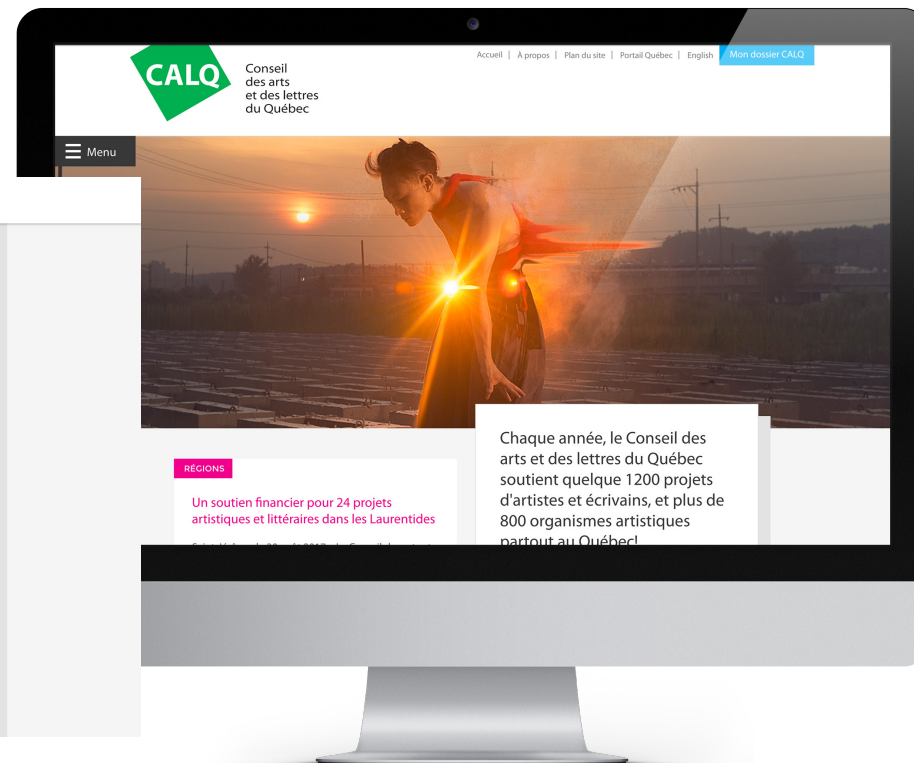 CALQ
Conseil
des arts
et des lettres
du Québec
Accueil | À propos | Plan du site | Portail Québec | English
Mon dossier CALQ
Menu
RÉGIONS
Un soutien financier pour 24 projets
artistiques et littéraires dans les Laurentides
Chaque année, le Conseil des
arts et des lettres du Québec
soutient quelque 1200 projets
d'artistes et écrivains, et plus de
800 organismes artistiques
partout au Québec!